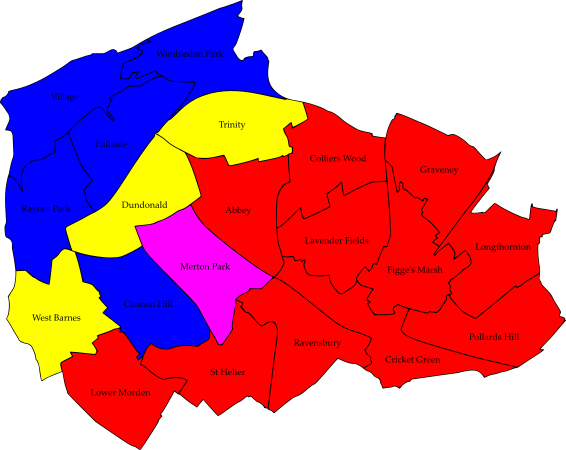 Wimbledon Park
Village
Trinity
Hillside
Colliers Wood
Graveney
Raynes Park
Dundonald
Abbey
Lavender Fields
Longthornton
Merton Park
Figge's Marsh
Cannon Hill
West Barnes
Pollards Hill
Ravensbury
Cricket Green
St Helier
Lower Morden